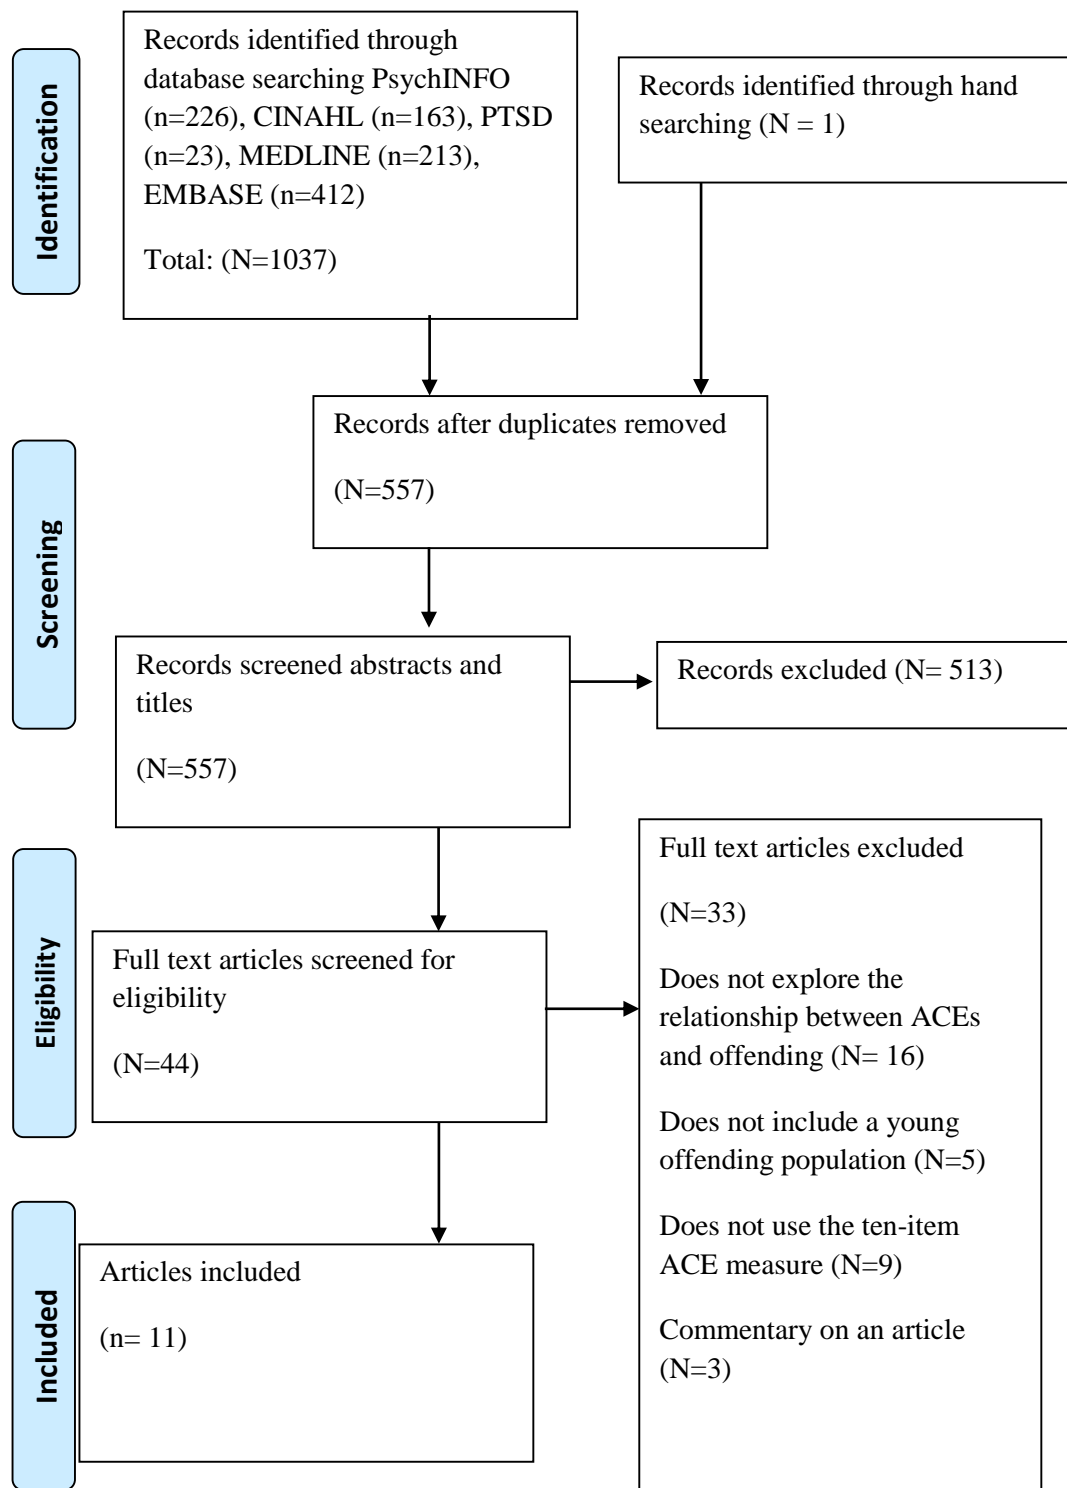 Identification
Records identified through
database searching PsychINFO
(n=226), CINAHL (n=163), PTSD
(n=23), MEDLINE (n=213),
EMBASE (n=412)
Total: (N=1037)
Records identified through hand
searching (N = 1)
Records after duplicates removed
(N=557)
Screening
Records screened abstracts and
titles
(N=557)
Records excluded (N= 513)
Eligibility
Full text articles screened for
eligibility
(N=44)
Full text articles excluded
(N=33)
Does not explore the
relationship between ACEs
and offending (N= 16)
Does not include a young
offending population (N=5)
Does not use the ten-item
ACE measure (N=9)
Commentary on an article
(N=3)
Included
Articles included
(n= 11)